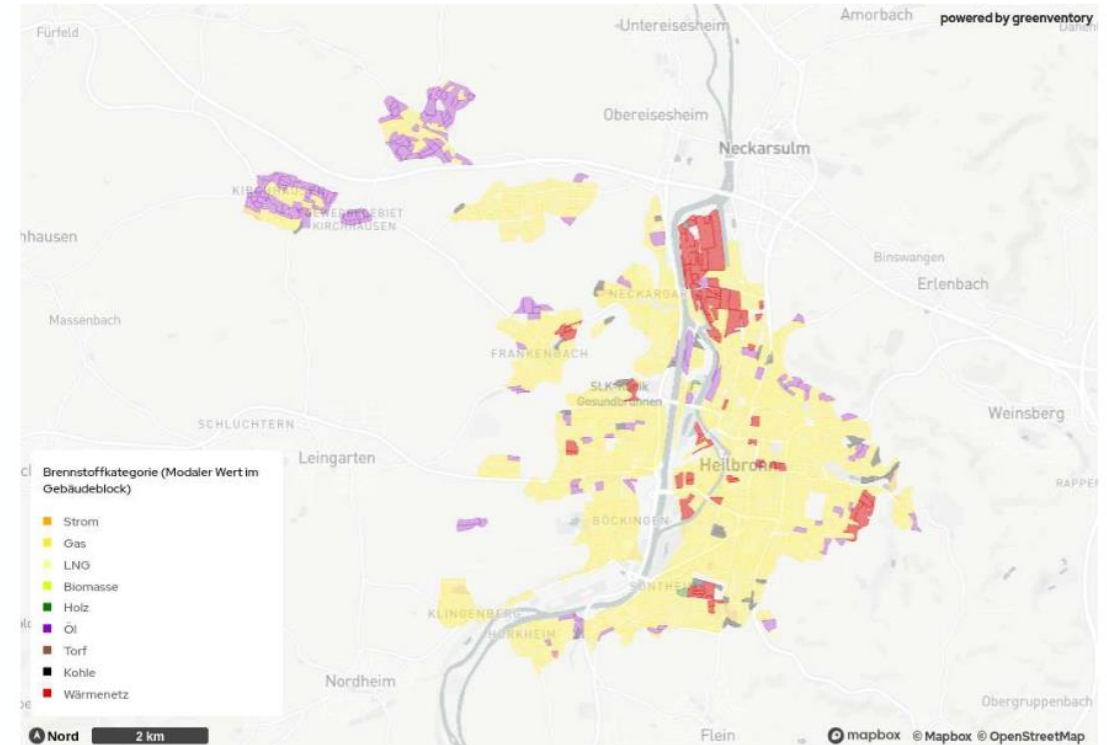 Fürfeld
Untereisesheim
Amorbach
powered by greenventory
Obereisesheim
Neckarsulm
KIRCHHAUSEN
GEWERBEGEBIET
KIRCHHAUSEN
Binswangen
Erlenbach
Massenbach
FRANKENBACH
SLK-Klinik
Gesundbrunnen
Weinsberg
SCHLUCHTERN
Leingarten
Heilbronn
BÖCKINGEN
SONTHEIM
KLINGENBERG
HORKHEIM
Nordheim
Obergruppenbach
Flein
Brennstoffkategorie (Modaler Wert im
Gebäudeblock)
Strom
Gas
LNG
Biomasse
Holz
Öl
Torf
Kohle
Wärmenetz
Nord
2 km
mapbox © Mapbox © OpenStreetMap